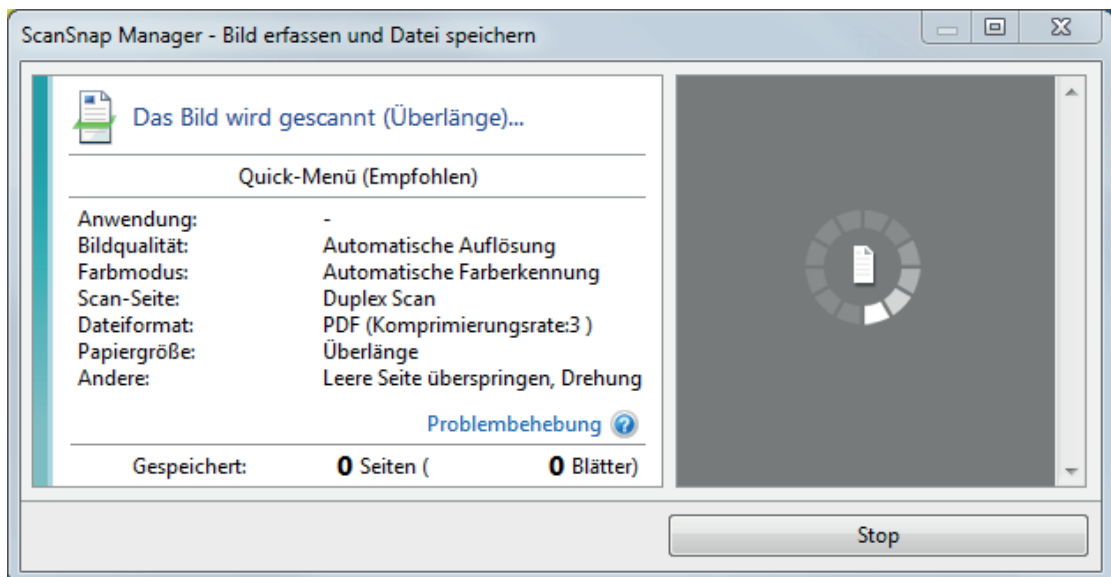 ScanSnap Manager - Bild erfassen und Datei speichern
Das Bild wird gescannt (Überlänge)...
Quick-Menü (Empfohlen)
Anwendung: -
Bildqualität: Automatische Auflösung
Farbmodus: Automatische Farberkennung
Scan-Seite: Duplex Scan
Dateiformat: PDF (Komprimierungsrate:3 )
Papiergröße: Überlänge
Andere: Leere Seite überspringen, Drehung
Problembehebung
Gespeichert: 0 Seiten ( 0 Blätter)
Stop